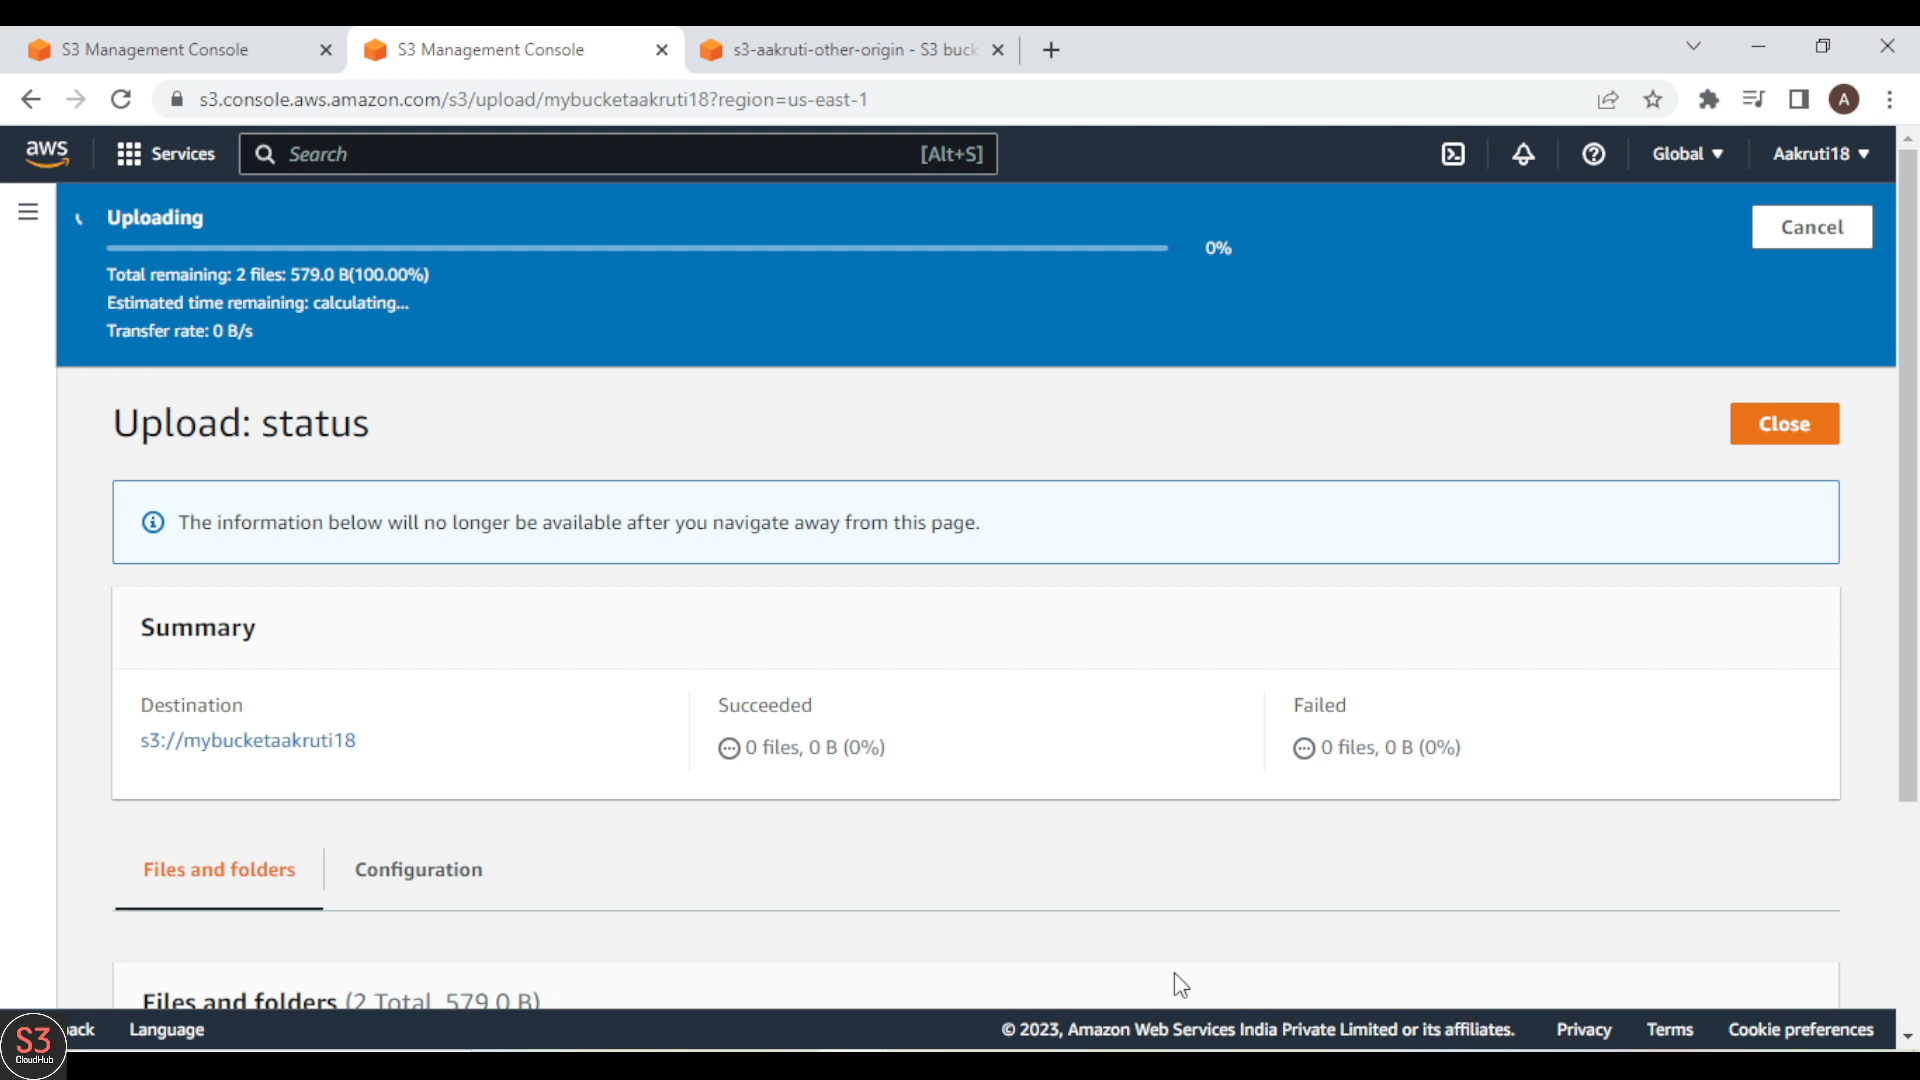 S3 Management Console
S3 Management Console
s3-aakruti-other-origin - S3 buck
s3.console.aws.amazon.com/s3/upload/mybucketaakruti18?region=us-east-1
A
aws
Services
Search
[Alt+S]
Global
Aakruti18
Uploading
0%
Cancel
Total remaining: 2 files: 579.0 B(100.00%)
Estimated time remaining: calculating...
Transfer rate: 0 B/s
Upload: status
Close
The information below will no longer be available after you navigate away from this page.
Summary
Destination
s3://mybucketaakruti18
Succeeded
0 files, 0 B (0%)
Failed
0 files, 0 B (0%)
Files and folders
Configuration
Files and folders (2 Total, 579.0 B)
back
Language
© 2023, Amazon Web Services India Private Limited or its affiliates.
Privacy
Terms
Cookie preferences
S3
CloudHub